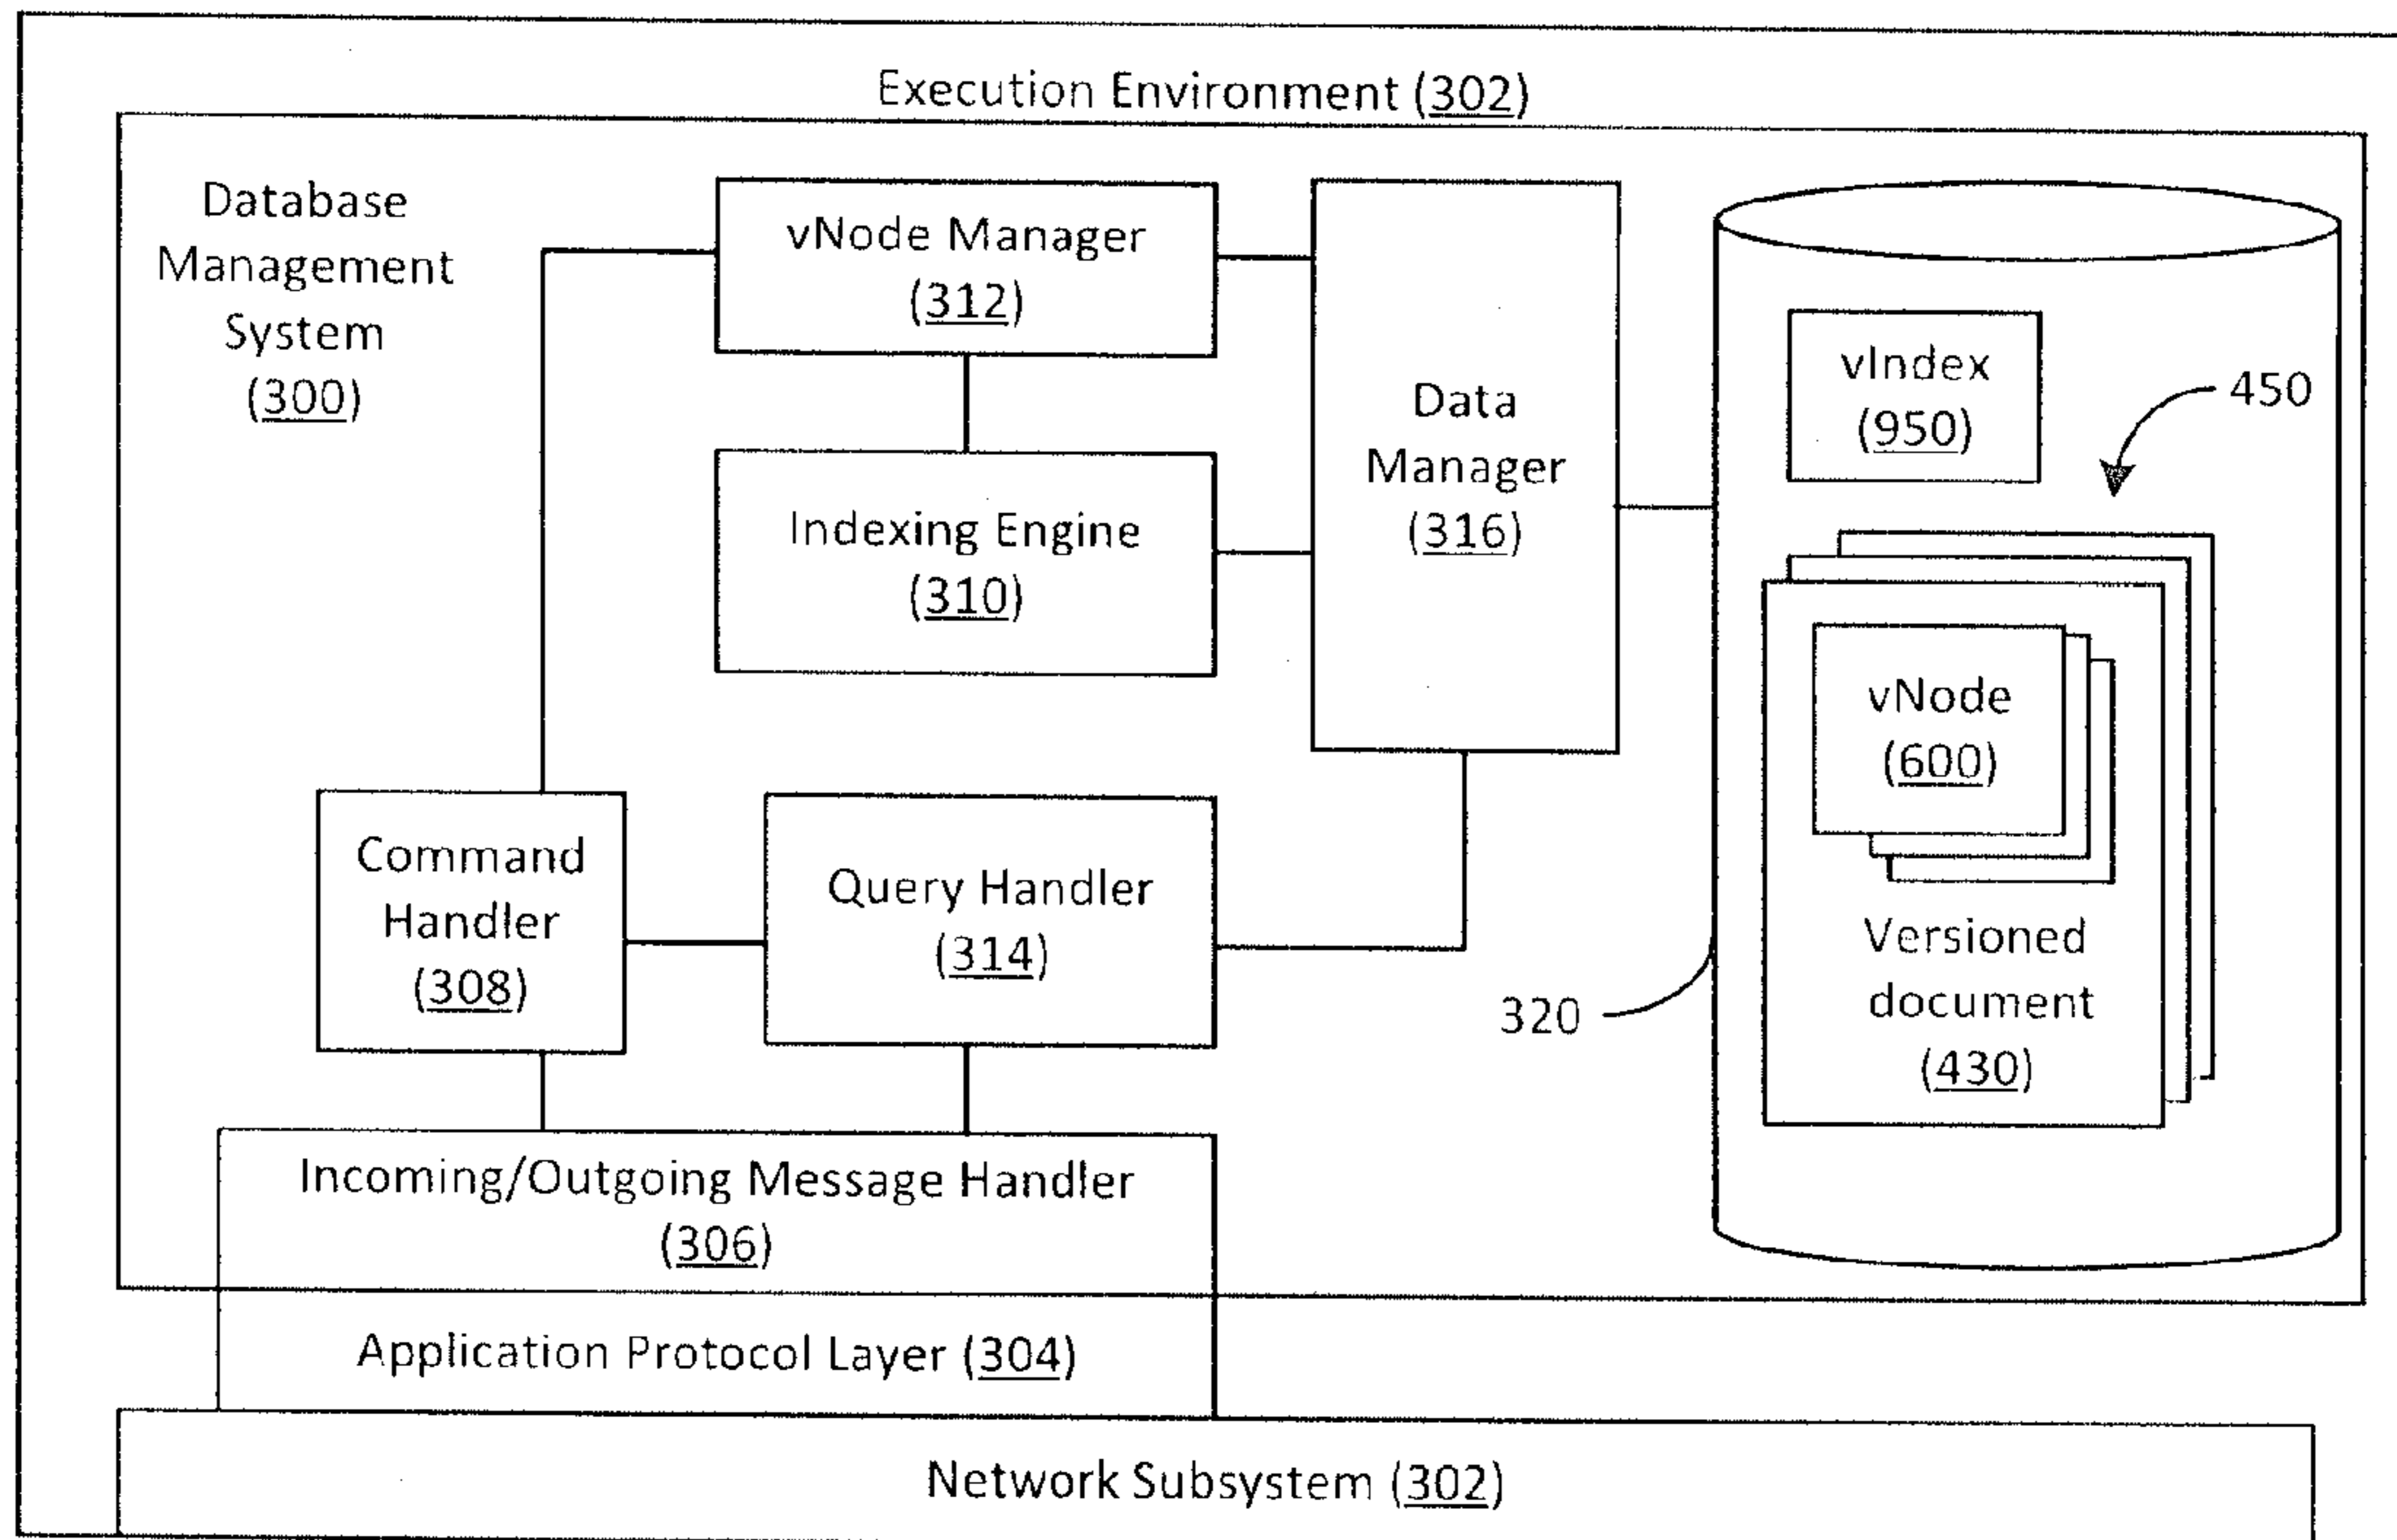 Execution Environment (302)
Database
Management
System
(300)
vNode Manager
(312)
Indexing Engine
(310)
Data
Manager
(316)
vIndex
(950)
450
vNode
(600)
Versioned
document
(430)
320
Command
Handler
(308)
Query Handler
(314)
Incoming/Outgoing Message Handler
(306)
Application Protocol Layer (304)
Network Subsystem (302)